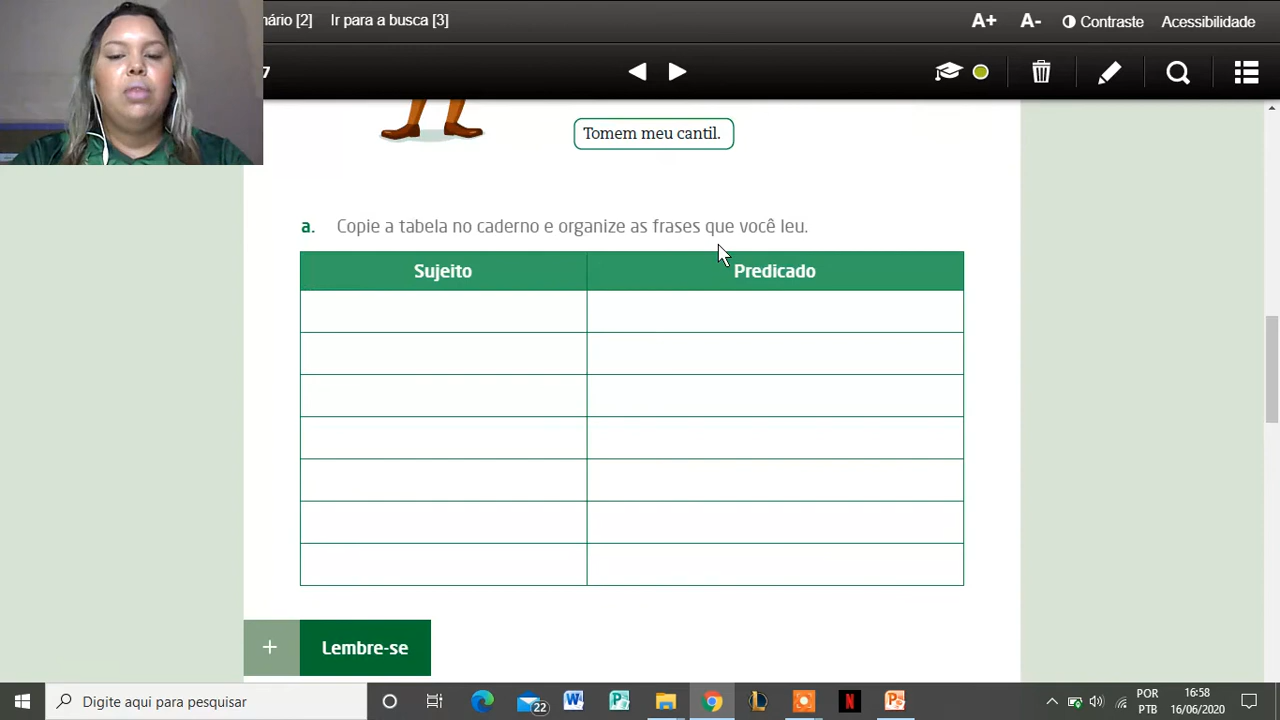 nário [2] Ir para a busca [3] A+ A- Contraste Acessibilidade
7
Tomem meu cantil.
a. Copie a tabela no caderno e organize as frases que você leu.
Sujeito Predicado
+ Lembre-se
Digite aqui para pesquisar 22 POR 16:58
PTB 16/06/2020